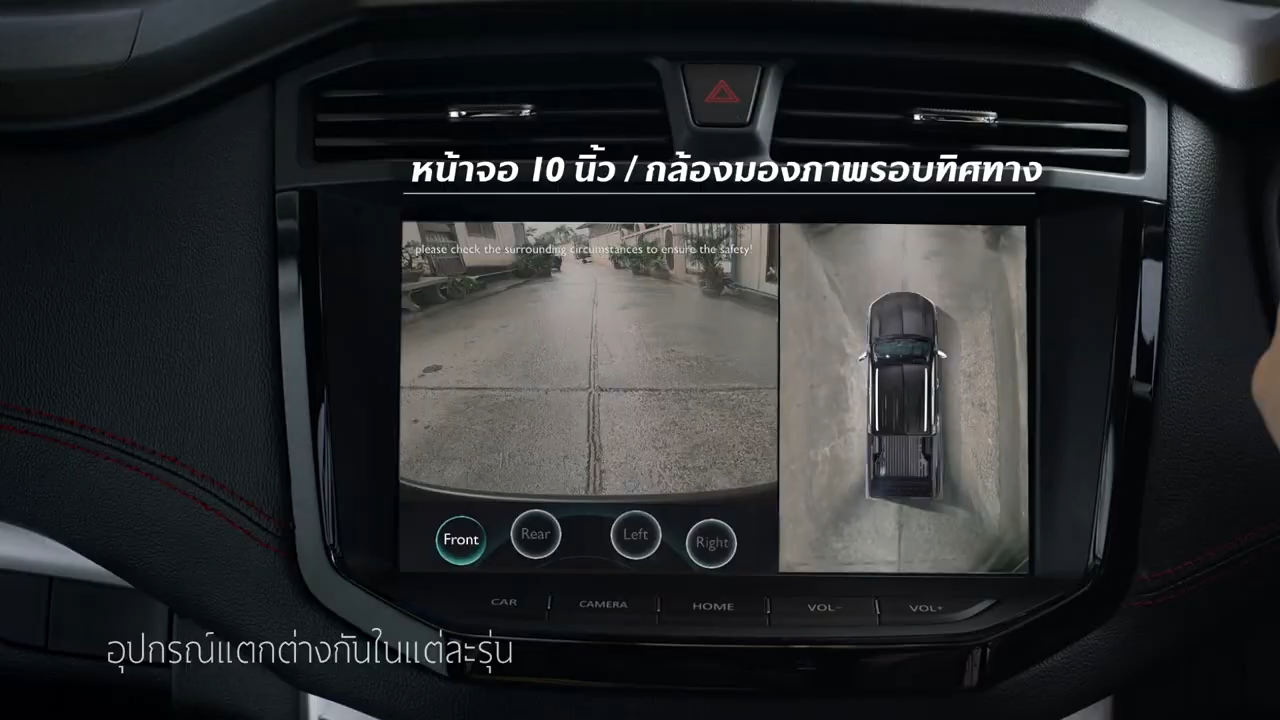 หน้าจอ 10 นิ้ว / กล้องมองภาพรอบทิศทาง
please check the surrounding circumstances to ensure the safety!
Front Rear Left Right
CAR CAMERA HOME VOL- VOL+
อุปกรณ์แตกต่างกันในแต่ละรุ่น